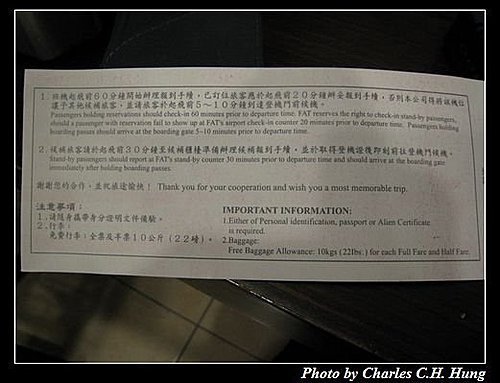 1. 班機起飛前60分鐘開始辦理報到手續，已訂位旅客應於起飛前20分鐘辦妥報到手續，否則本公司得將該機位
讓予其他候補旅客，並請旅客於起飛前5～10分鐘到達登機門前候機。
Passengers holding reservations should check-in 60 minutes prior to departure time. FAT reserves the right to check-in stand-by passengers,
should a passenger with reservation fail to show up at FAT's airport check-in counter 20 minutes prior to departure time. Passengers holding
boarding passes should arrive at the boarding gate 5~10 minutes prior to departure time.
2. 候補旅客請於起飛前30分鐘至候補櫃檯準備辦理候補報到手續，並於取得登機證後即刻前往登機門候機。
Stand-by passengers should report at FAT's stand-by counter 30 minutes prior to departure time and should arrive at the boarding gate
immediately after holding boarding passes.
謝謝您的合作，並祝旅途愉快！ Thank you for your cooperation and wish you a most memorable trip.
注意事項：
1. 請隨身攜帶身分證明文件備驗。
2. 行李：
免費行李：全票及半票10公斤（22磅）。
IMPORTANT INFORMATION:
1.Either of Personal identification, passport or Alien Certificate
is required.
2.Baggage:
Free Baggage Allowance: 10kgs (22lbs.) for each Full Fare and Half Fare.
Photo by Charles C.H. Hung